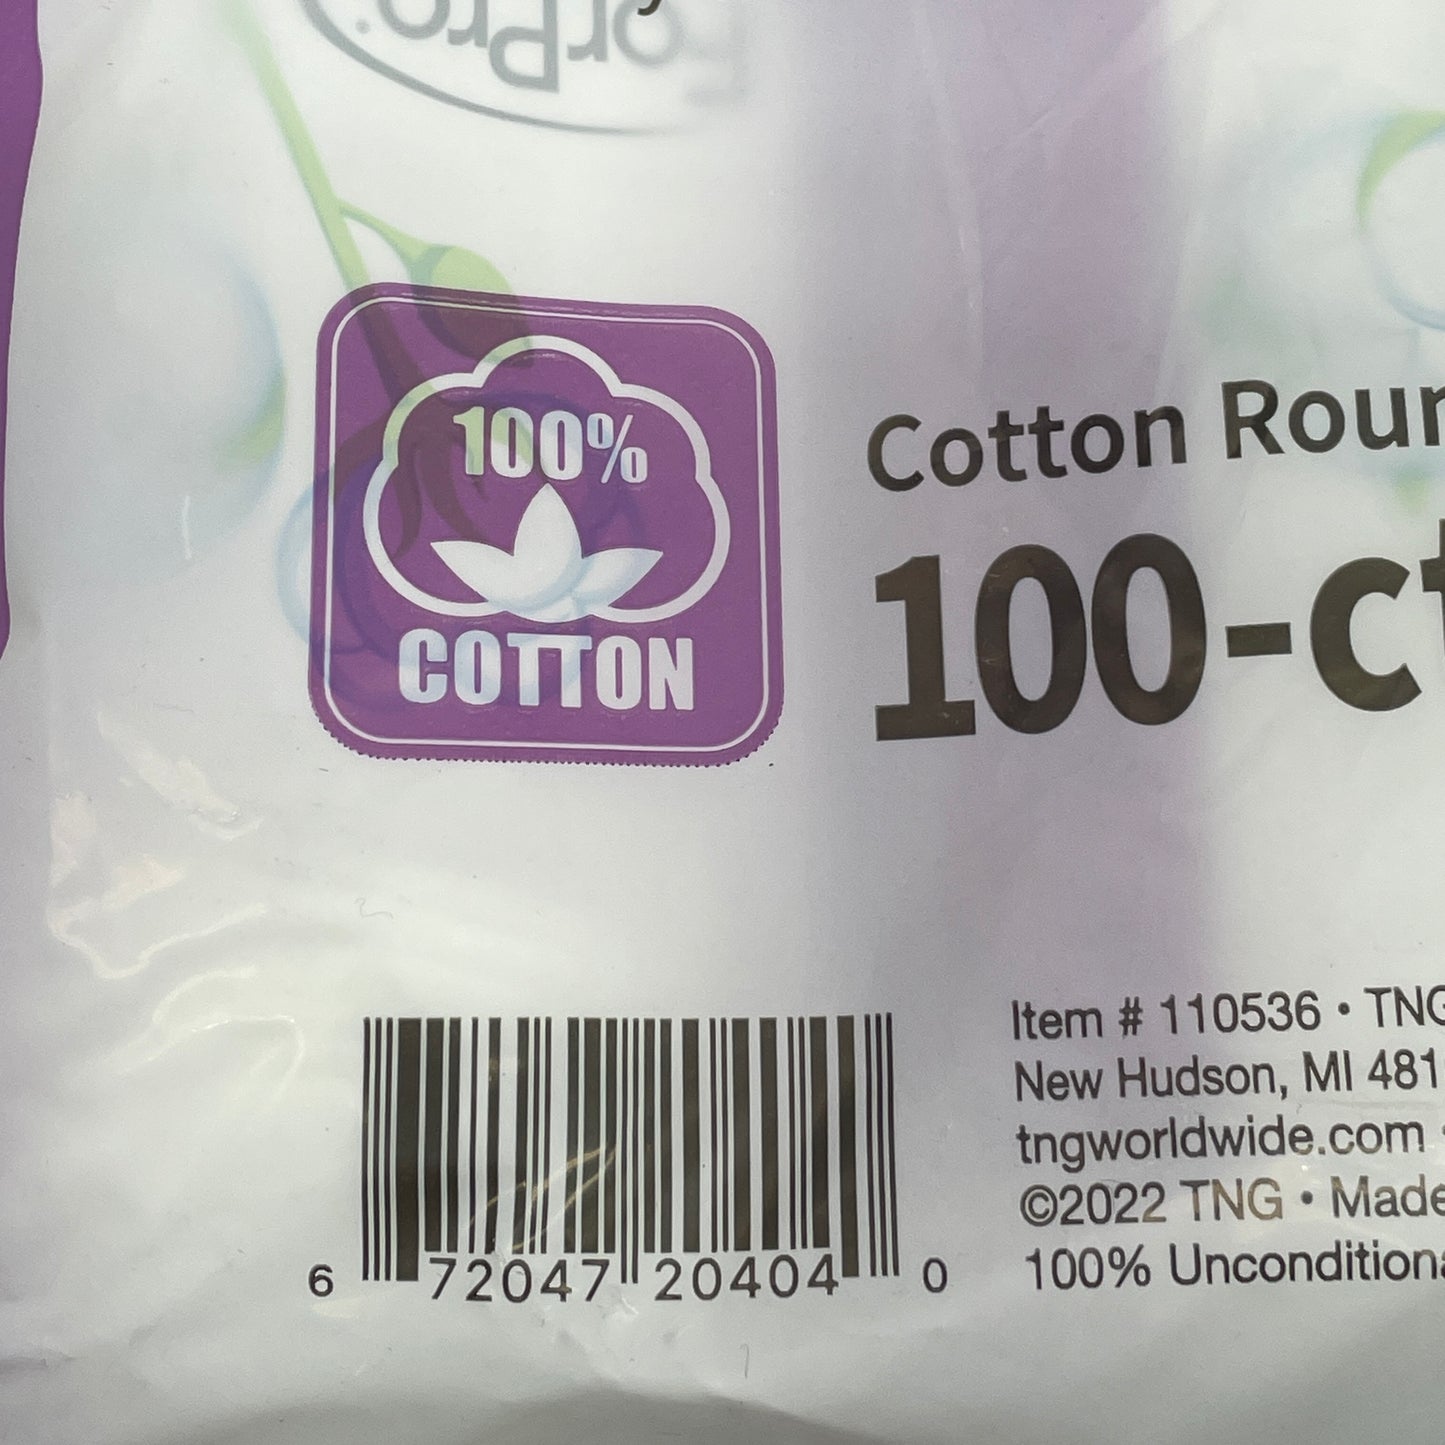 ForPro
100%
COTTON
Cotton Roun
100-ct
Item # 110536 • TNG
New Hudson, MI 481
tngworldwide.com
©2022 TNG • Made
100% Unconditiona
6 72047 20404 0